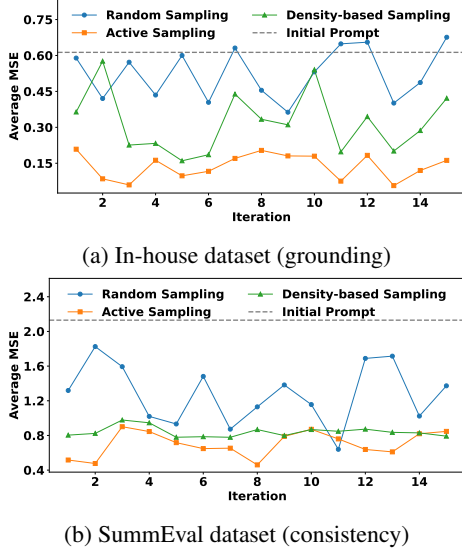 0.75
0.60
0.45
0.30
0.15
Average MSE
Random Sampling
Active Sampling
Density-based Sampling
Initial Prompt
2 4 6 8 10 12 14
Iteration
(a) In-house dataset (grounding)
2.4
2.0
1.6
1.2
0.8
0.4
Average MSE
Random Sampling
Active Sampling
Density-based Sampling
Initial Prompt
2 4 6 8 10 12 14
Iteration
(b) SummEval dataset (consistency)